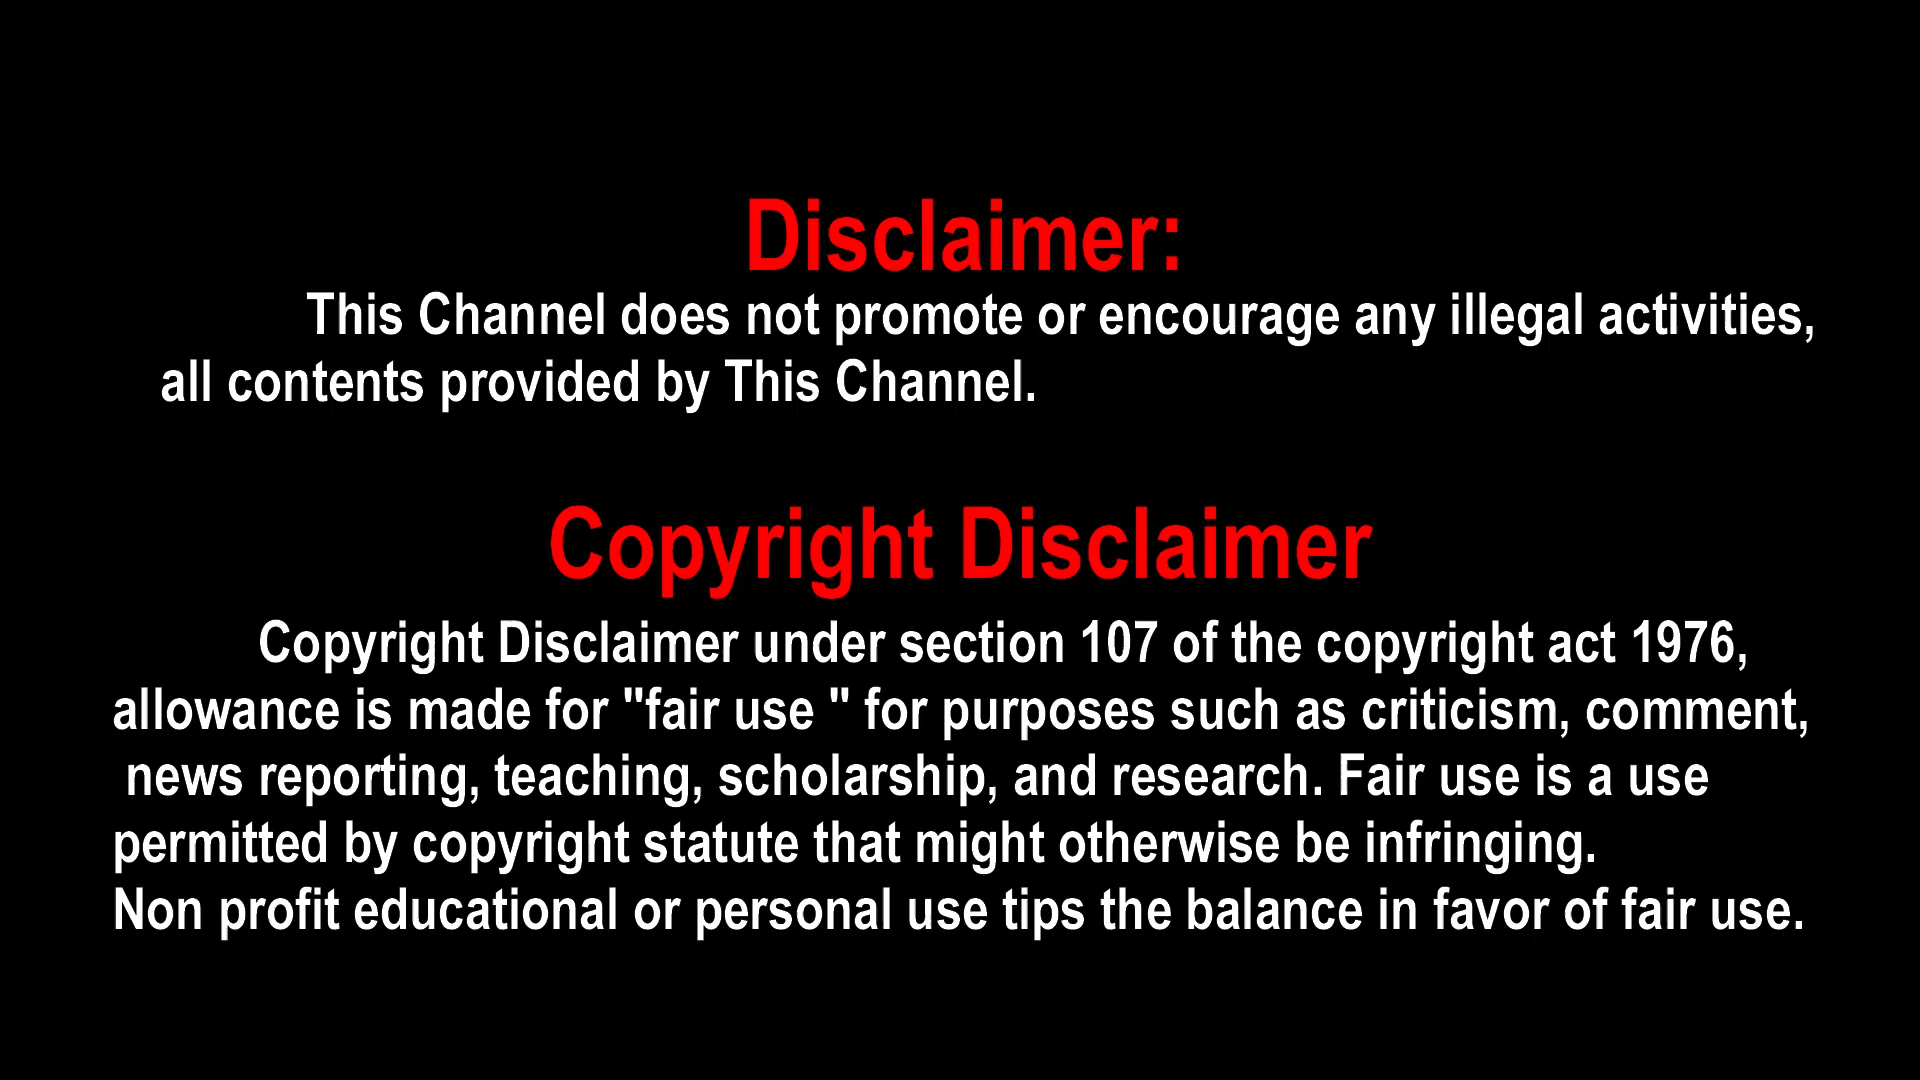 Disclaimer:
This Channel does not promote or encourage any illegal activities,
all contents provided by This Channel.
Copyright Disclaimer
Copyright Disclaimer under section 107 of the copyright act 1976,
allowance is made for "fair use " for purposes such as criticism, comment,
news reporting, teaching, scholarship, and research. Fair use is a use
permitted by copyright statute that might otherwise be infringing.
Non profit educational or personal use tips the balance in favor of fair use.